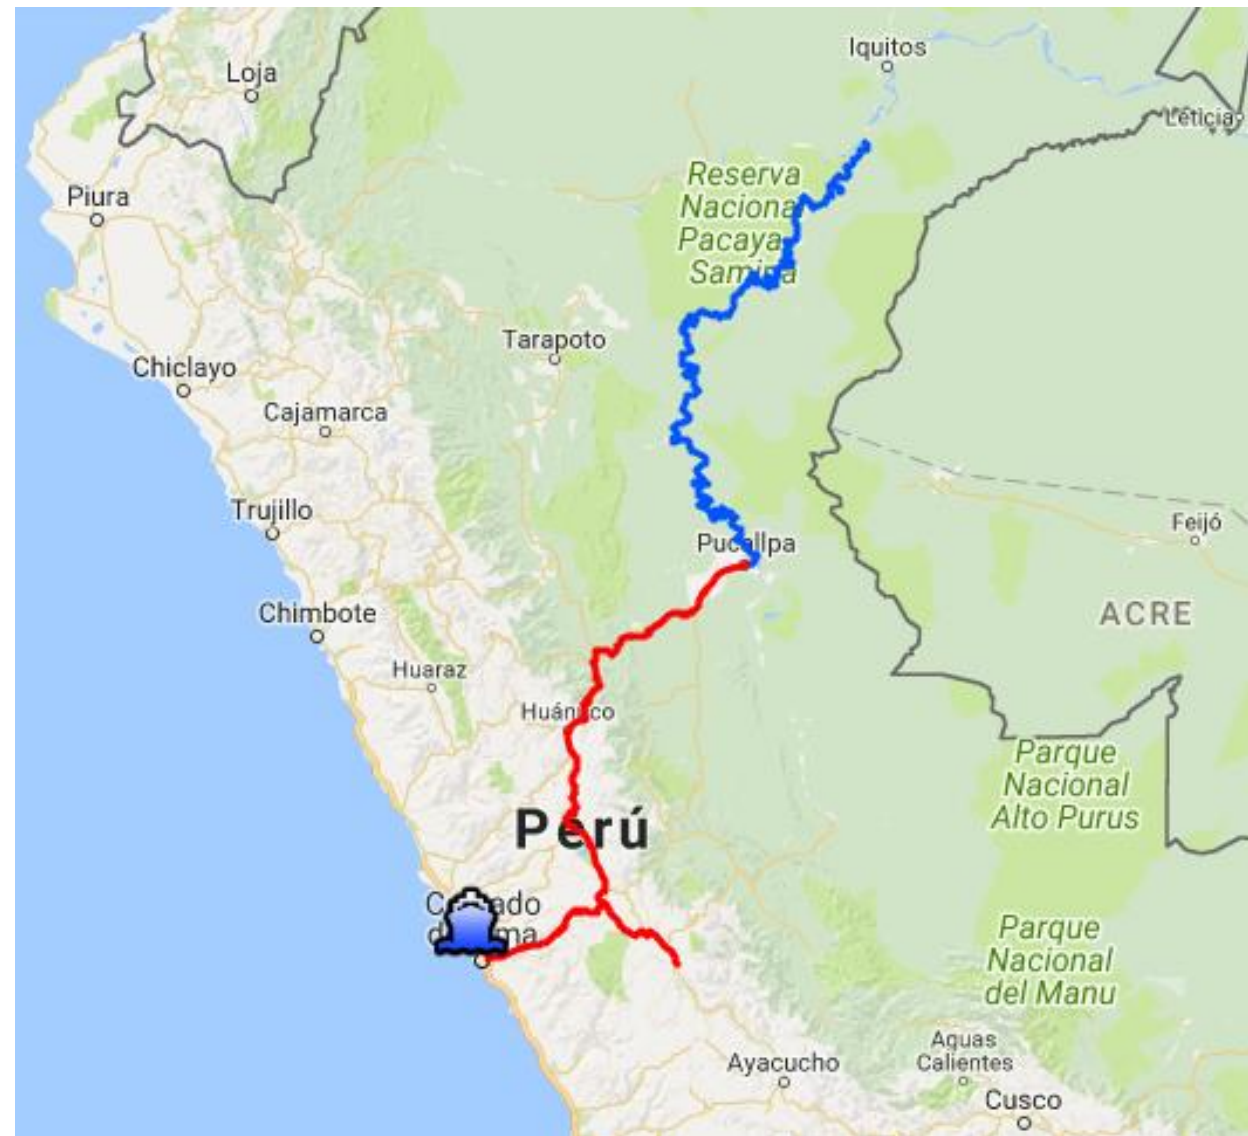 Iquitos
Loja
Leticia
Reserva
Naciona
Pacaya
Samiria
Piura
Tarapoto
Chiclayo
Cajamarca
Trujillo
Feijó
Pucallpa
ACRE
Chimbote
Huaraz
Huánuco
Parque
Nacional
Alto Purus
Perú
Parque
Nacional
del Manu
Ayacucho
Aguas
Calientes
Cusco